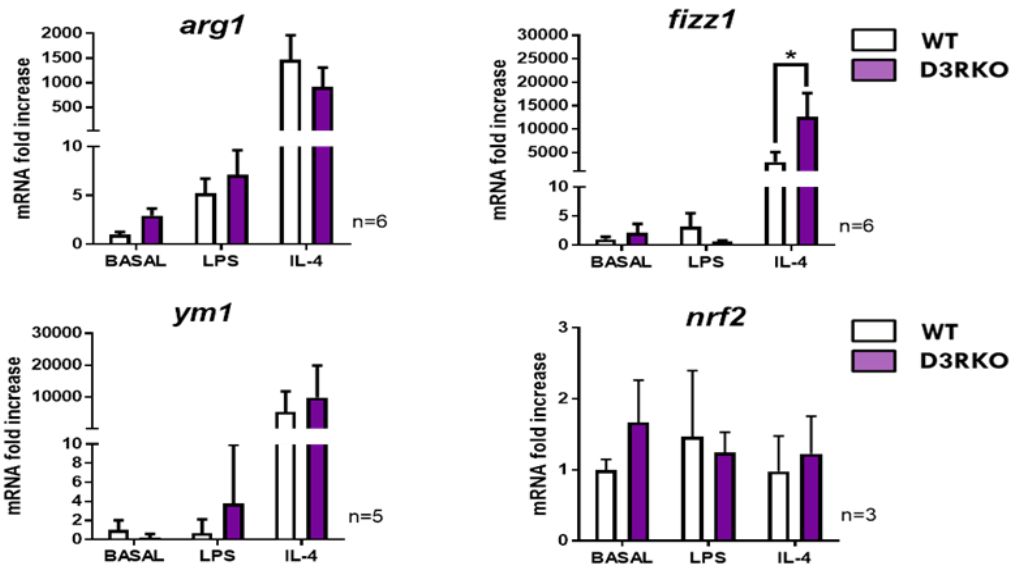 arg1
mRNA fold increase
2000
1500
1000
500
10
5
0
BASAL LPS IL-4
n=6
fizz1
mRNA fold increase
30000
25000
20000
15000
10000
5000
10
5
0
*
BASAL LPS IL-4
n=6
WT
D3RKO
ym1
mRNA fold increase
30000
20000
10000
10
8
6
4
2
0
BASAL LPS IL-4
n=5
nrf2
mRNA fold increase
3
2
1
0
BASAL LPS IL-4
n=3
WT
D3RKO